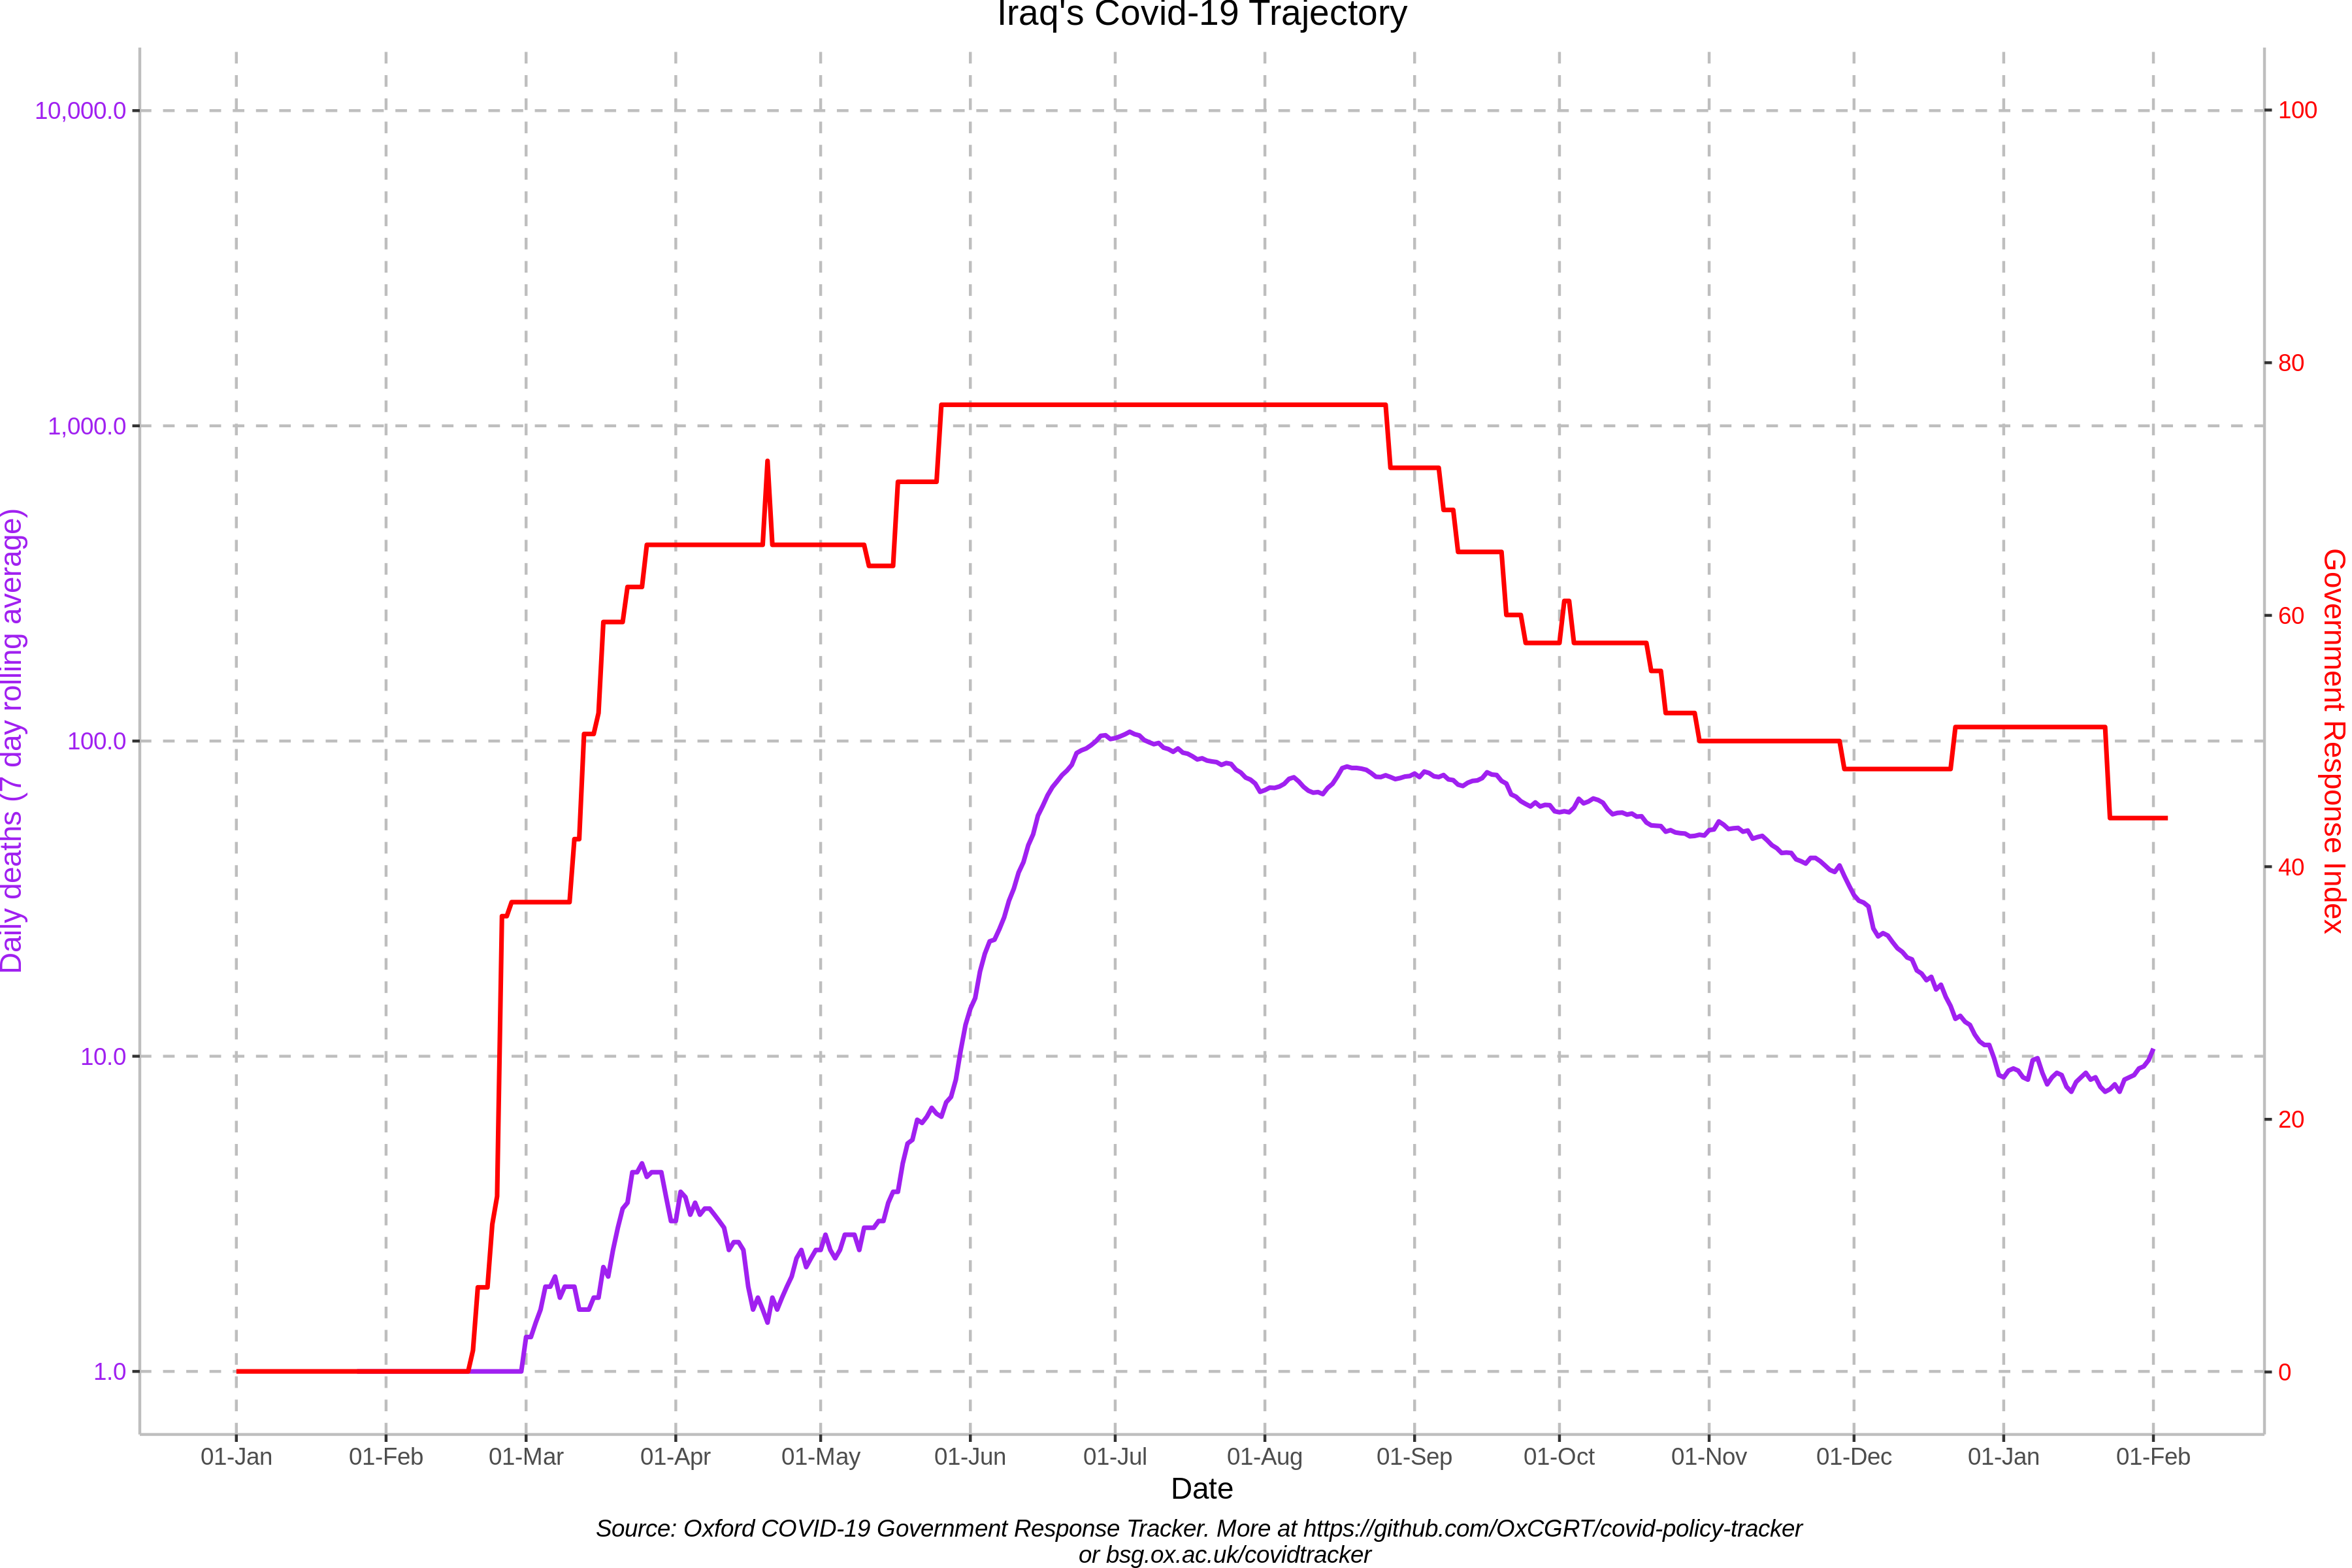 Iraq's Covid-19 Trajectory
10,000.0
1,000.0
100.0
10.0
1.0
Daily deaths (7 day rolling average)
100
80
60
40
20
0
Government Response Index
01-Jan 01-Feb 01-Mar 01-Apr 01-May 01-Jun 01-Jul 01-Aug 01-Sep 01-Oct 01-Nov 01-Dec 01-Jan 01-Feb
Date
Source: Oxford COVID-19 Government Response Tracker. More at https://github.com/OxCGRT/covid-policy-tracker
or bsg.ox.ac.uk/covidtracker